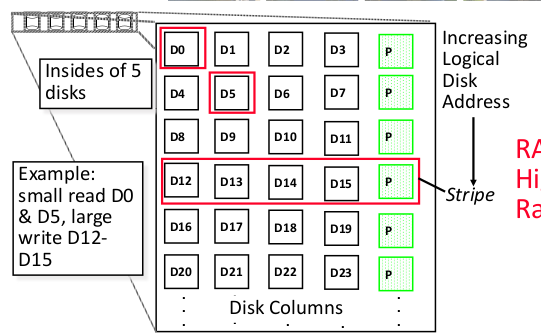 D0 D1 D2 D3 P
D4 D5 D6 D7 P
D8 D9 D10 D11 P
D12 D13 D14 D15 P
D16 D17 D18 D19 P
D20 D21 D22 D23 P
Disk Columns
Insides of 5
disks
Example:
small read D0
& D5, large
write D12-
D15
Increasing
Logical
Disk
Address
Stripe
RA
Hi
Ra